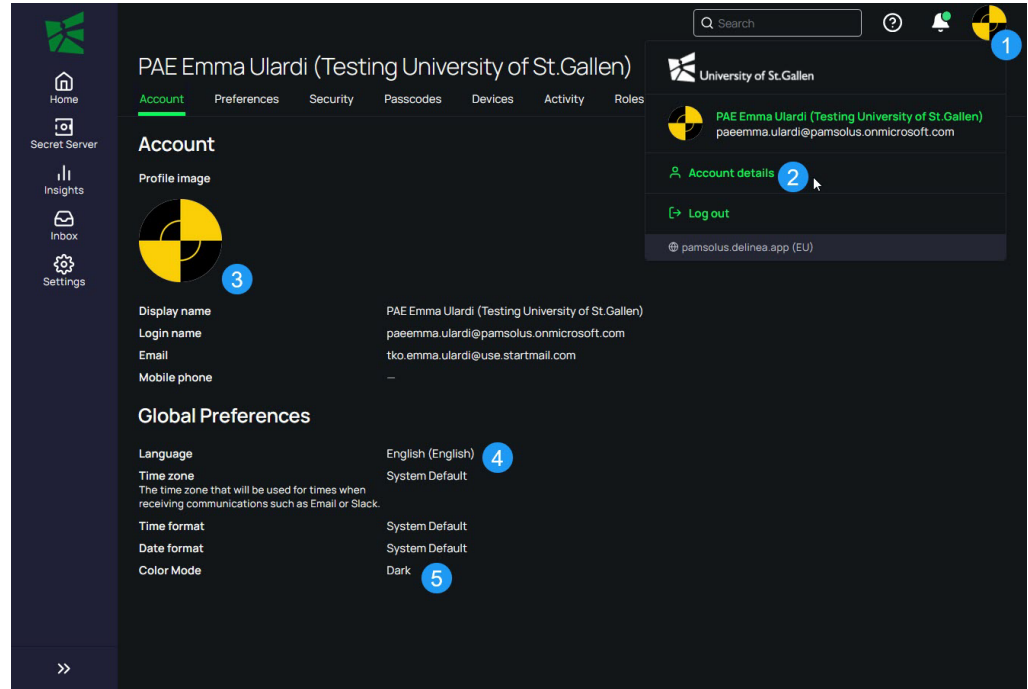 Search
1
PAE Emma Ulardi (Testing University of St.Gallen)
University of St.Gallen
Home
Account Preferences Security Passcodes Devices Activity Roles
PAE Emma Ulardi (Testing University of St.Gallen)
paeemma.ulardi@pamsolus.onmicrosoft.com
Secret Server
Account
Insights
Profile image
Account details
2
Inbox
Log out
Settings
pamsolus.delinea.app (EU)
3
Display name PAE Emma Ulardi (Testing University of St.Gallen)
Login name paeemma.ulardi@pamsolus.onmicrosoft.com
Email tko.emma.ulardi@use.startmail.com
Mobile phone —
Global Preferences
Language English (English) 4
Time zone System Default
The time zone that will be used for times when
receiving communications such as Email or Slack.
Time format System Default
Date format System Default
Color Mode Dark 5